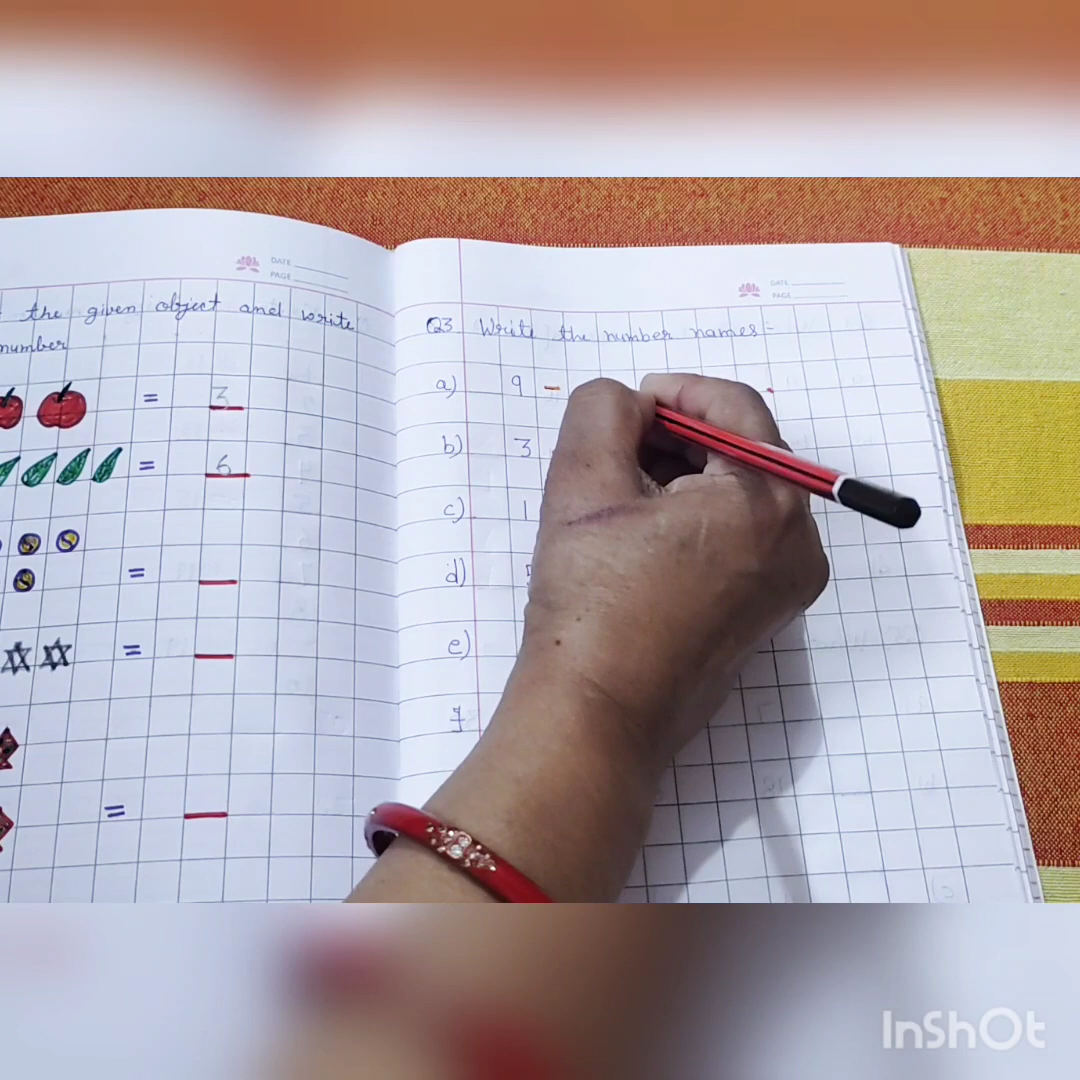 DATE
PAGE
the given object and write
number
= 3
= 6
=
=
=
DATE
PAGE
Q3 Write the number names:-
a) 9 -
b) 3
c) 1
d) 5
e)
InShOt